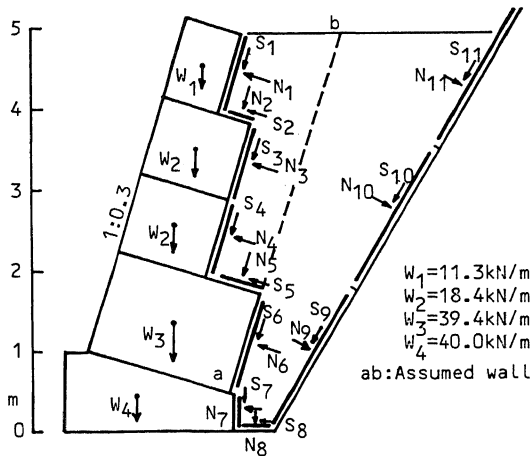 5
b
S1
S11
W1
N1
N11
N2
4
S2
S3
W2
N3
S10
3
N10
S4
1:0.3
W2
N4
N5
2
S5
W1=11.3kN/m
W2=18.4kN/m
W3=39.4kN/m
W4=40.0kN/m
S6
S9
N9
W3
1
N6
a
ab:Assumed wall
S7
m
W4
N7
S8
0
N8